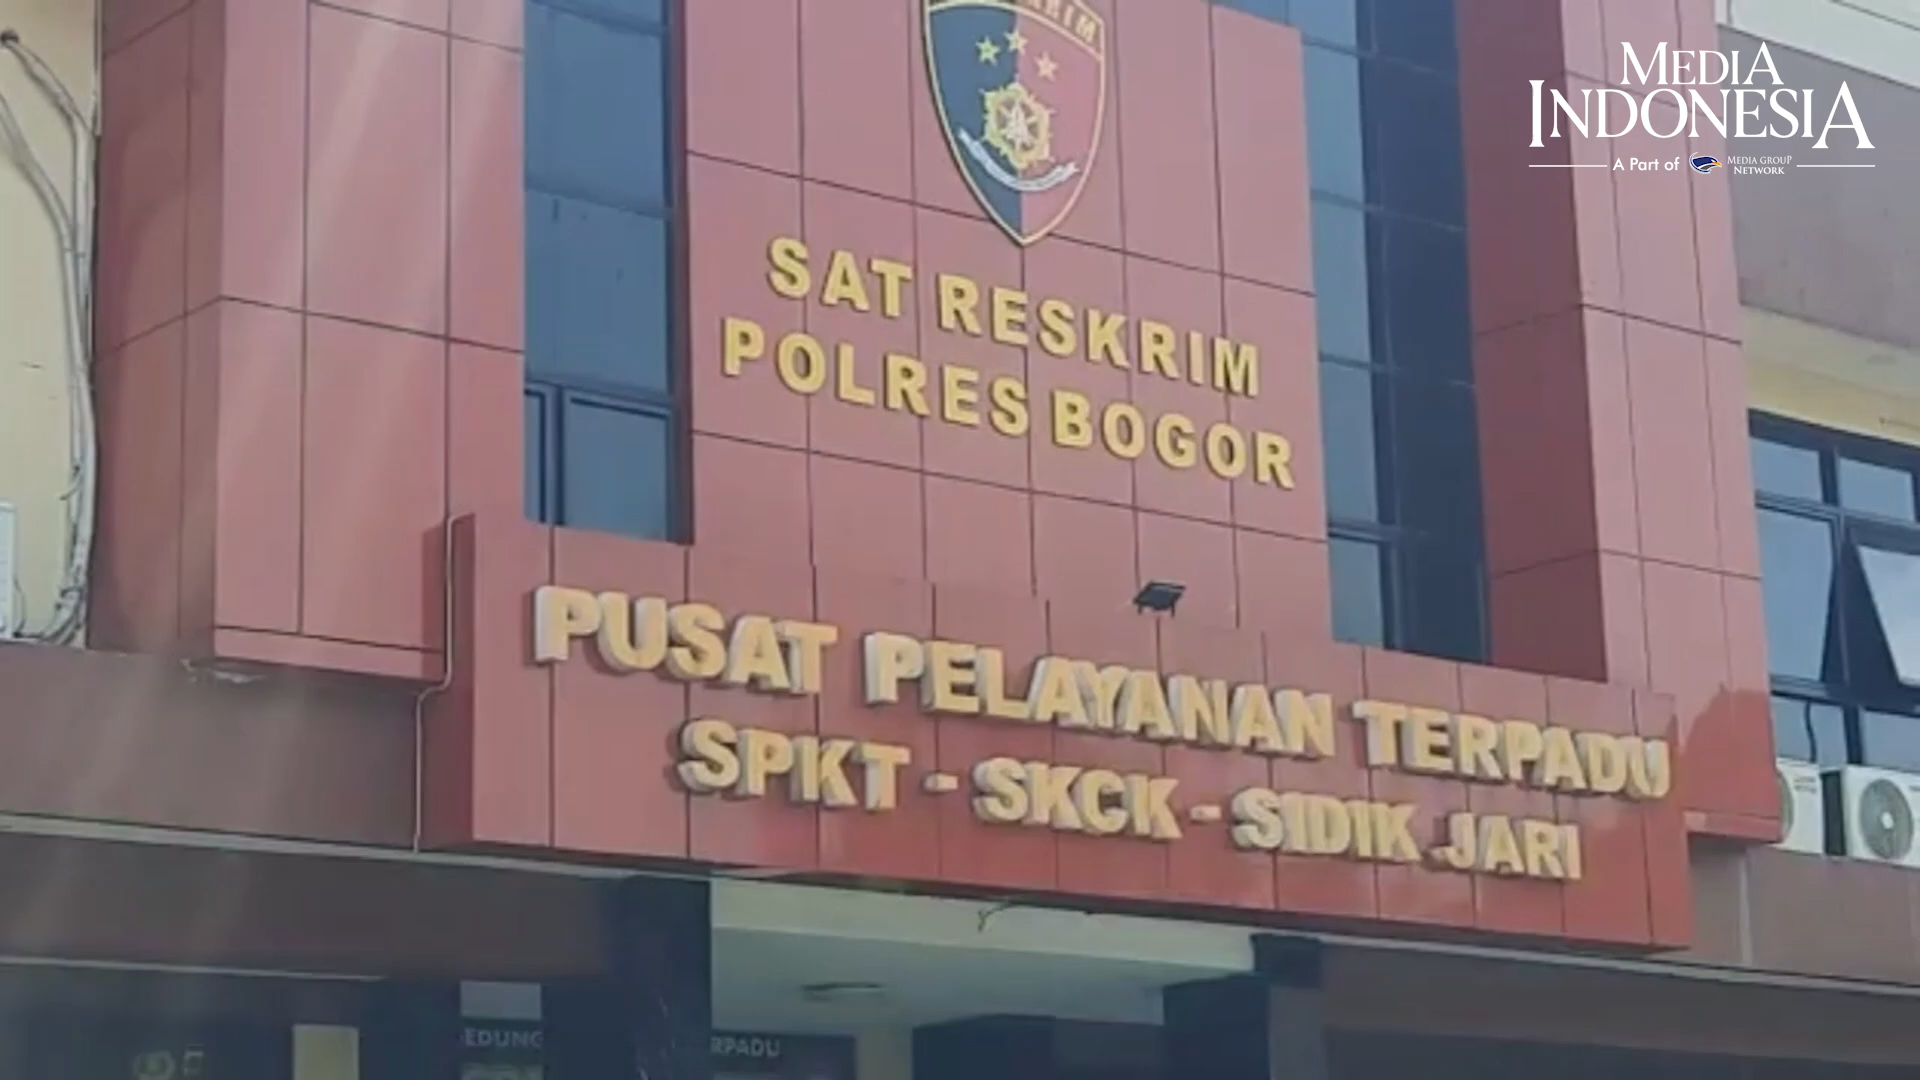 MEDIA
INDONESIA
A Part of MEDIA GROUP
NETWORK
SAT RESKRIM
POLRES BOGOR
PUSAT PELAYANAN TERPADU
SPKT - SKCK - SIDIK JARI